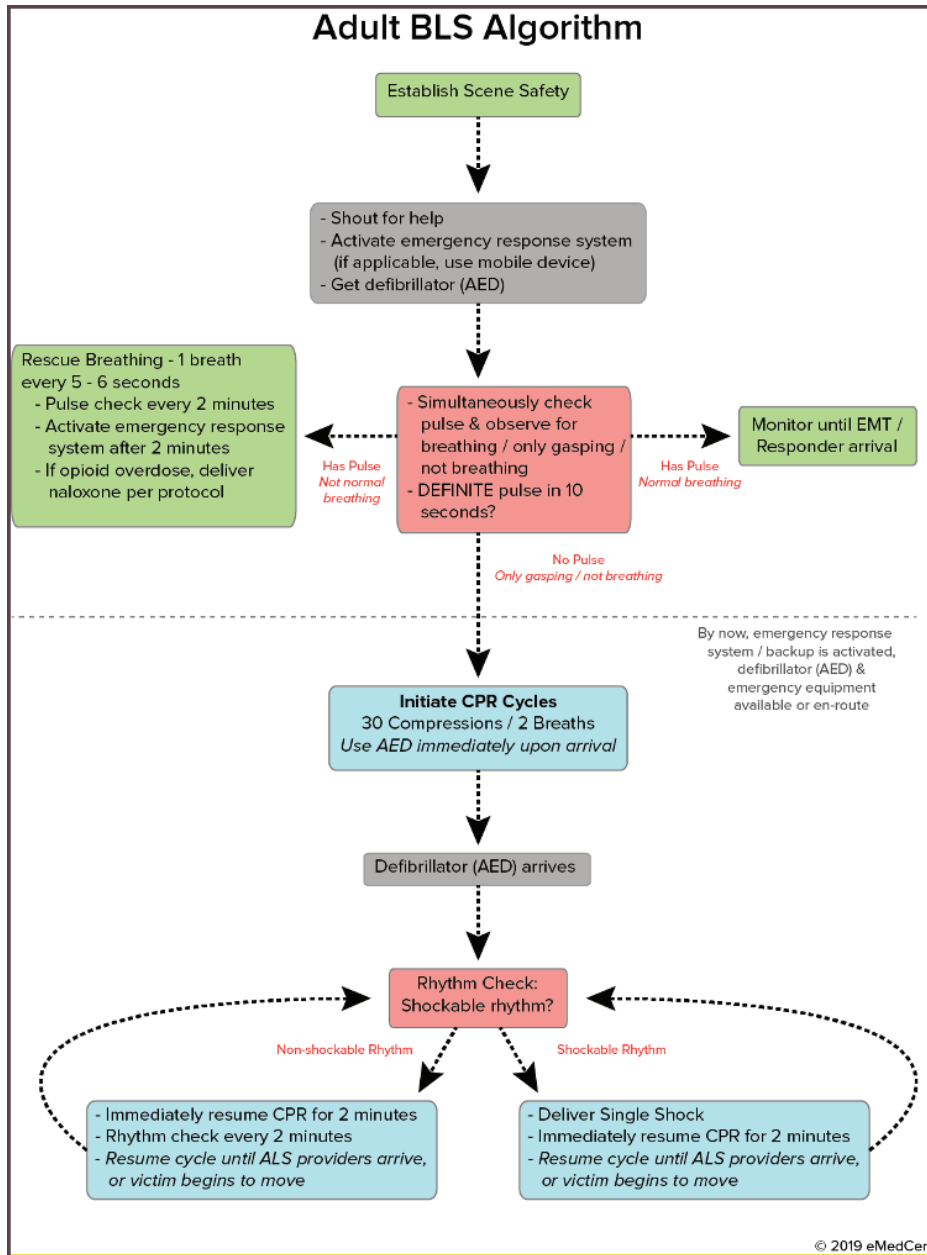 Adult BLS Algorithm
Establish Scene Safety
- Shout for help
- Activate emergency response system
(if applicable, use mobile device)
- Get defibrillator (AED)
Rescue Breathing - 1 breath
every 5 - 6 seconds
- Pulse check every 2 minutes
- Activate emergency response
system after 2 minutes
- If opioid overdose, deliver
naloxone per protocol
Has Pulse
Not normal
breathing
- Simultaneously check
pulse & observe for
breathing / only gasping /
not breathing
- DEFINITE pulse in 10
seconds?
Has Pulse
Normal breathing
Monitor until EMT /
Responder arrival
No Pulse
Only gasping / not breathing
By now, emergency response
system / backup is activated,
defibrillator (AED) &
emergency equipment
available or en-route
Initiate CPR Cycles
30 Compressions / 2 Breaths
Use AED immediately upon arrival
Defibrillator (AED) arrives
Rhythm Check:
Shockable rhythm?
Non-shockable Rhythm
Shockable Rhythm
- Immediately resume CPR for 2 minutes
- Rhythm check every 2 minutes
- Resume cycle until ALS providers arrive,
or victim begins to move
- Deliver Single Shock
- Immediately resume CPR for 2 minutes
- Resume cycle until ALS providers arrive,
or victim begins to move
© 2019 eMedCer